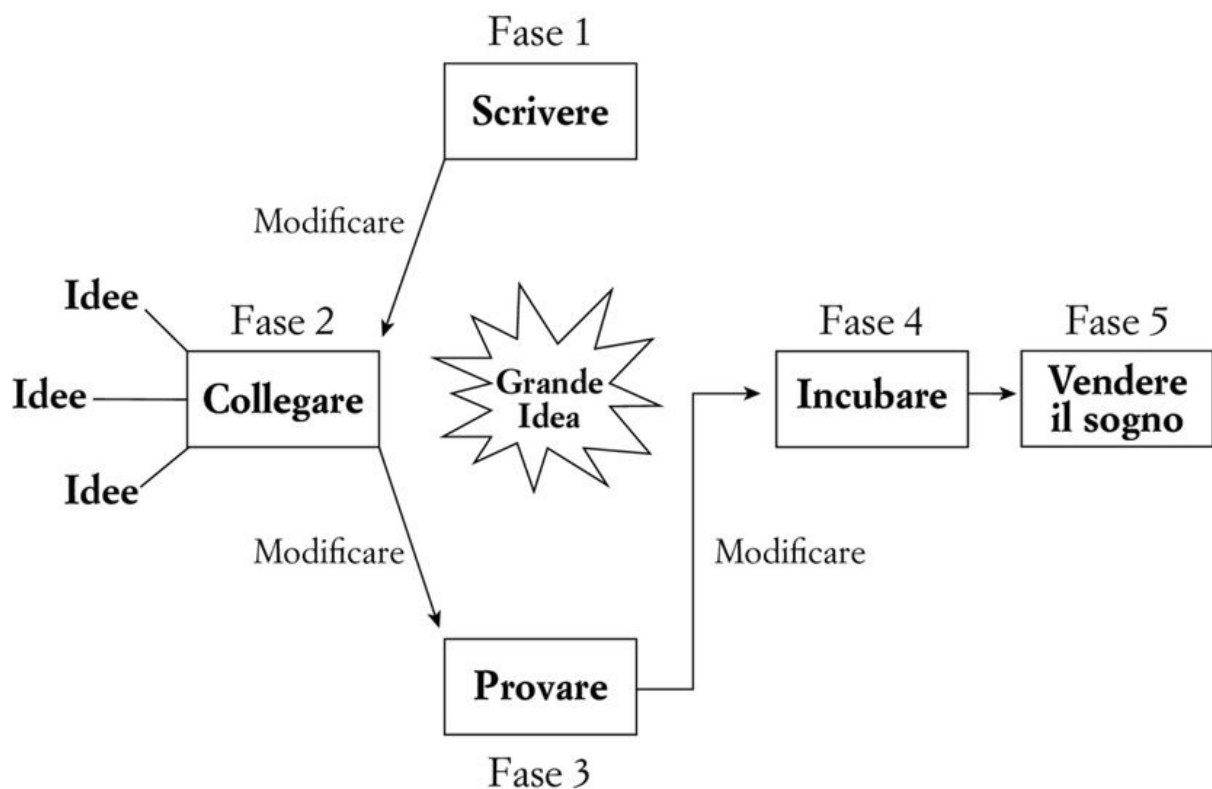 Fase 1
Scrivere
Modificare
Idee
Idee
Idee
Fase 2
Collegare
Grande
Idea
Modificare
Provare
Fase 3
Modificare
Fase 4
Incubare
Fase 5
Vendere
il sogno